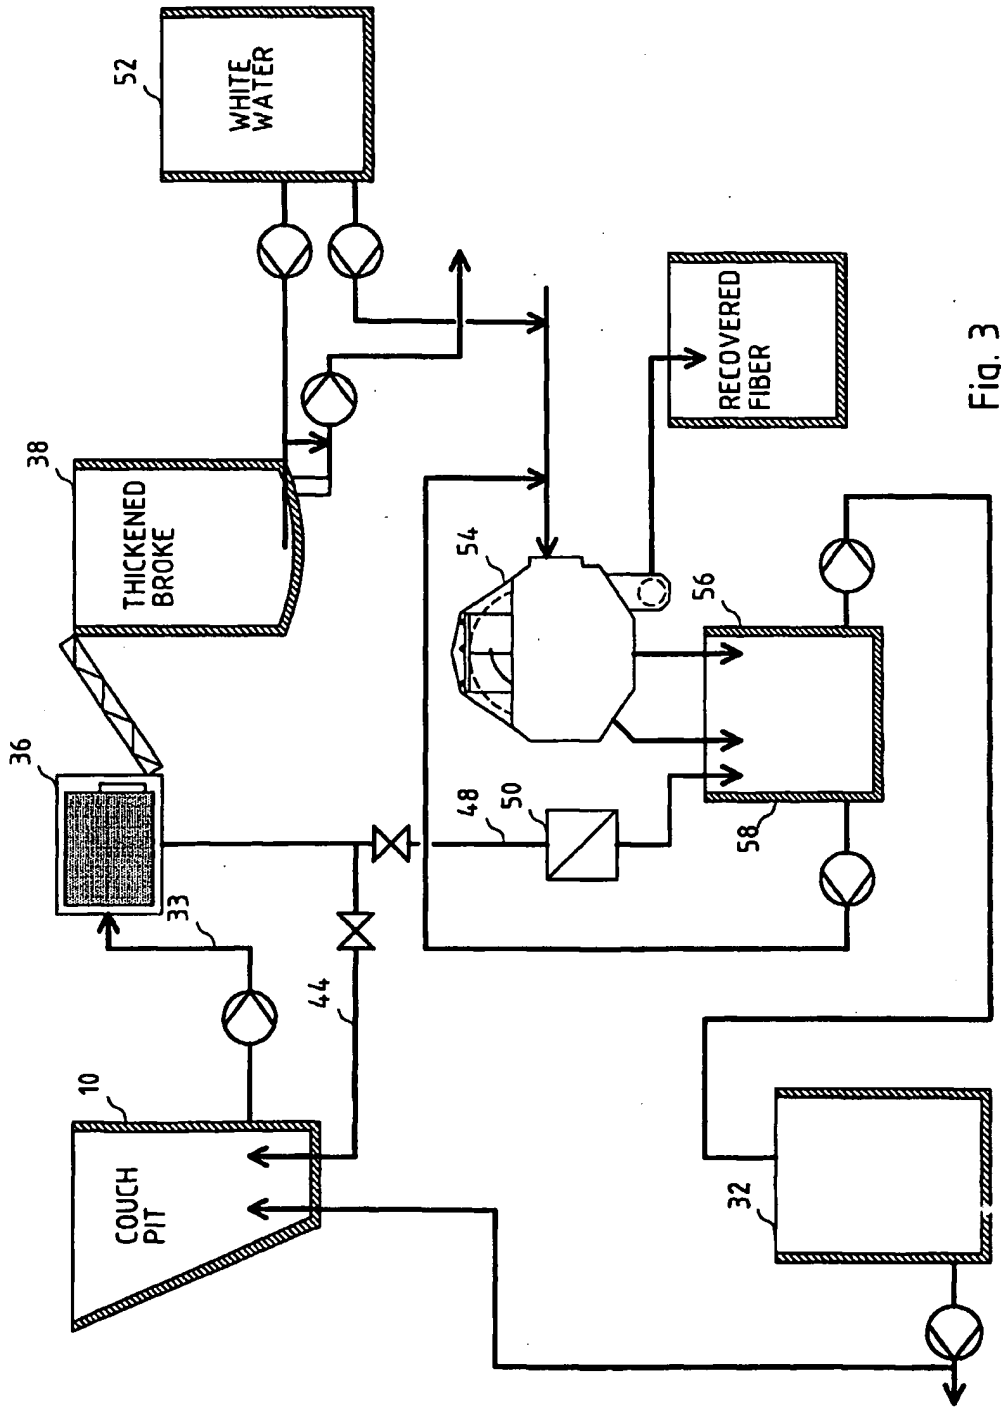 COUCH
PIT
10
33
36
44
THICKENED
BROKE
38
WHITE
WATER
52
48
50
54
56
58
RECOVERED
FIBER
32
Fig. 3